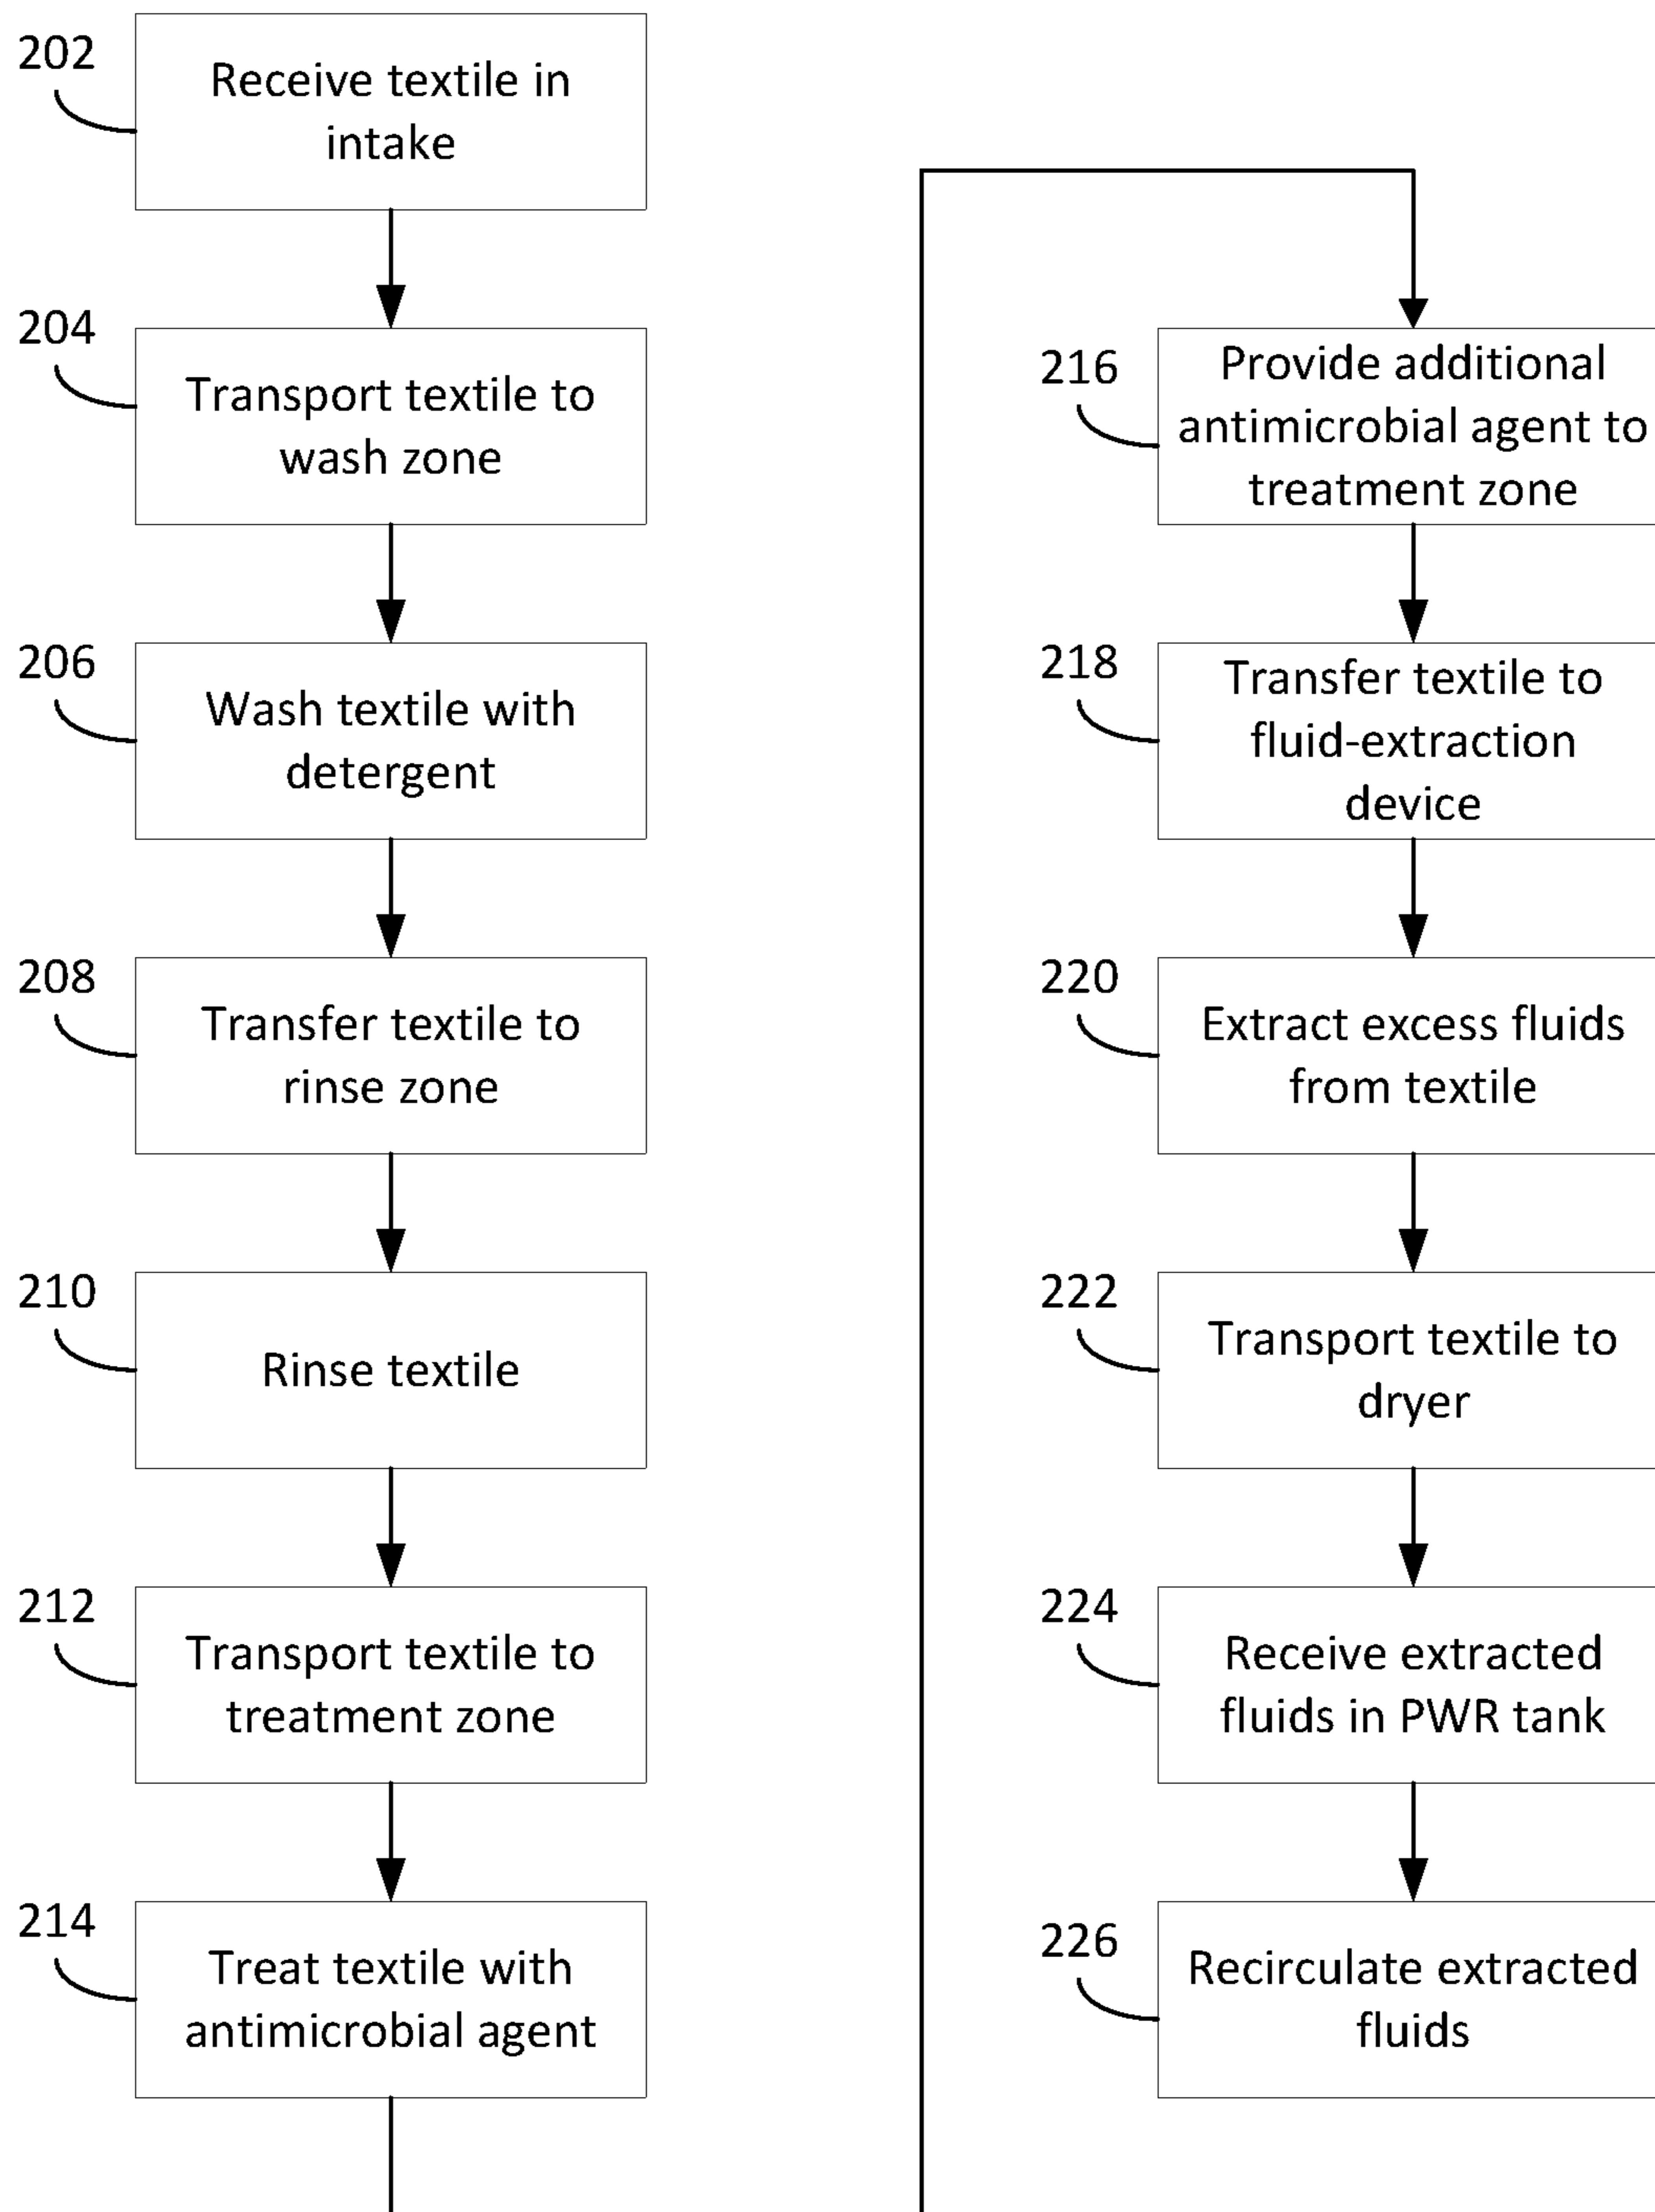 202
Receive textile in
intake
204
Transport textile to
wash zone
206
Wash textile with
detergent
208
Transfer textile to
rinse zone
210
Rinse textile
212
Transport textile to
treatment zone
214
Treat textile with
antimicrobial agent
216
Provide additional
antimicrobial agent to
treatment zone
218
Transfer textile to
fluid-extraction
device
220
Extract excess fluids
from textile
222
Transport textile to
dryer
224
Receive extracted
fluids in PWR tank
226
Recirculate extracted
fluids